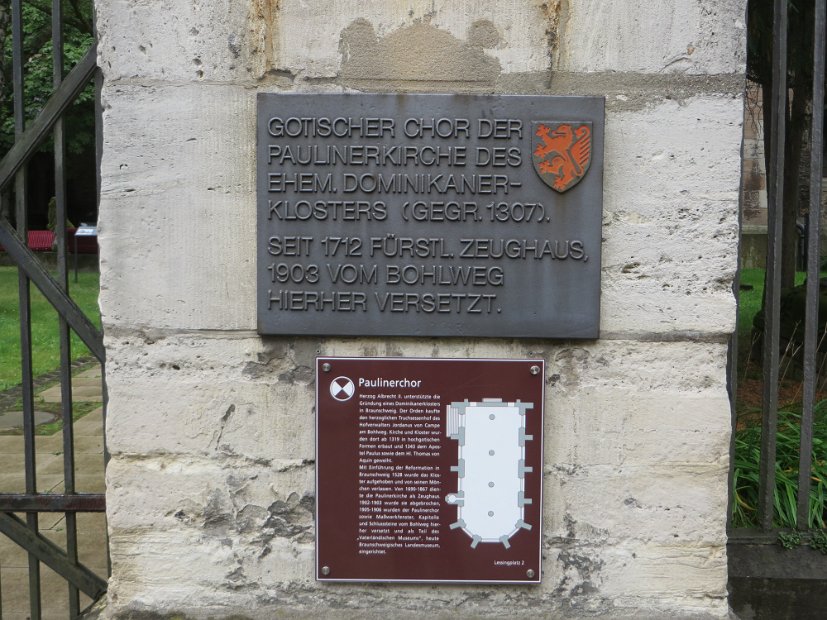 GOTISCHER CHOR DER
PAULINERKIRCHE DES
EHEM. DOMINIKANER-
KLOSTERS (GEGR. 1307).
SEIT 1712 FÜRSTL. ZEUGHAUS,
1903 VOM BOHLWEG
HIERHER VERSETZT.
Paulinerchor
Herzog Albrecht II. unterstützte die
Gründung eines Dominikanerklosters
in Braunschweig. Der Orden kaufte
den herzoglichen Truchsessenhof des
Hofverwalters Jordanus von Campe
am Bohlweg. Kirche und Kloster wur-
den dort ab 1319 in hochgotischen
Formen erbaut und 1343 dem Apos-
tel Paulus sowie dem Hl. Thomas von
Aquin geweiht.
Mit Einführung der Reformation in
Braunschweig 1528 wurde das Klos-
ter aufgehoben und von seinen Mön-
chen verlassen. Von 1690-1867 dien-
te die Paulinerkirche als Zeughaus.
1902-1903 wurde sie abgebrochen,
1905-1906 wurden der Paulinerchor
sowie Maßwerkfenster, Kapitelle
und Schlusssteine vom Bohlweg hier-
her versetzt und als Teil des
„Vaterländischen Museums", heute
Braunschweigisches Landesmuseum,
eingerichtet.
Lessingplatz 2